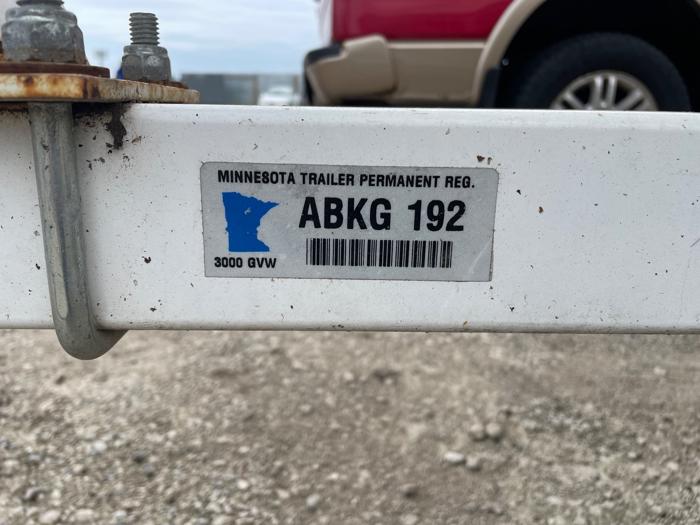 MINNESOTA TRAILER PERMANENT REG.
ABKG 192
3000 GVW